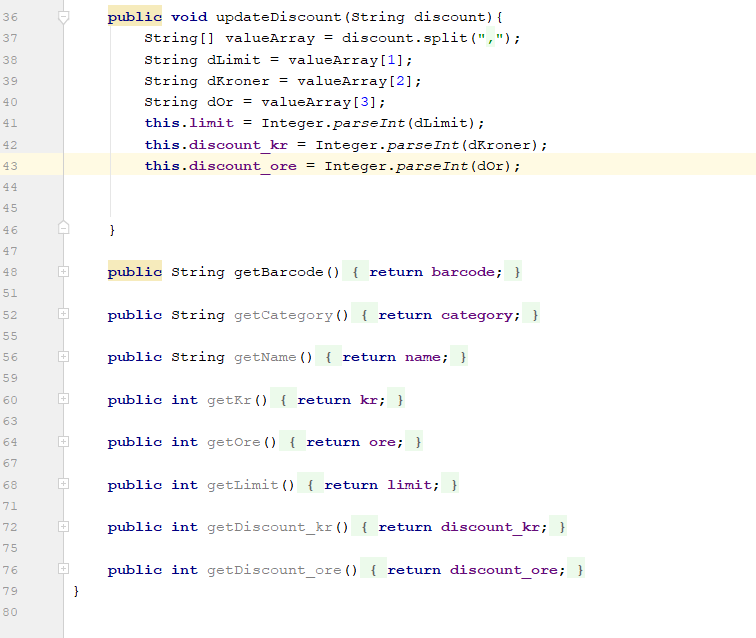 36 public void updateDiscount(String discount){
37 String[] valueArray = discount.split(",");
38 String dLimit = valueArray[1];
39 String dKroner = valueArray[2];
40 String dOr = valueArray[3];
41 this.limit = Integer.parseInt(dLimit);
42 this.discount_kr = Integer.parseInt(dKroner);
43 this.discount_ore = Integer.parseInt(dOr);
44
45
46 }
47
48 public String getBarcode() { return barcode; }
51
52 public String getCategory() { return category; }
55
56 public String getName() { return name; }
59
60 public int getKr() { return kr; }
63
64 public int getOre() { return ore; }
67
68 public int getLimit() { return limit; }
71
72 public int getDiscount_kr() { return discount_kr; }
75
76 public int getDiscount_ore() { return discount_ore; }
79 }
80